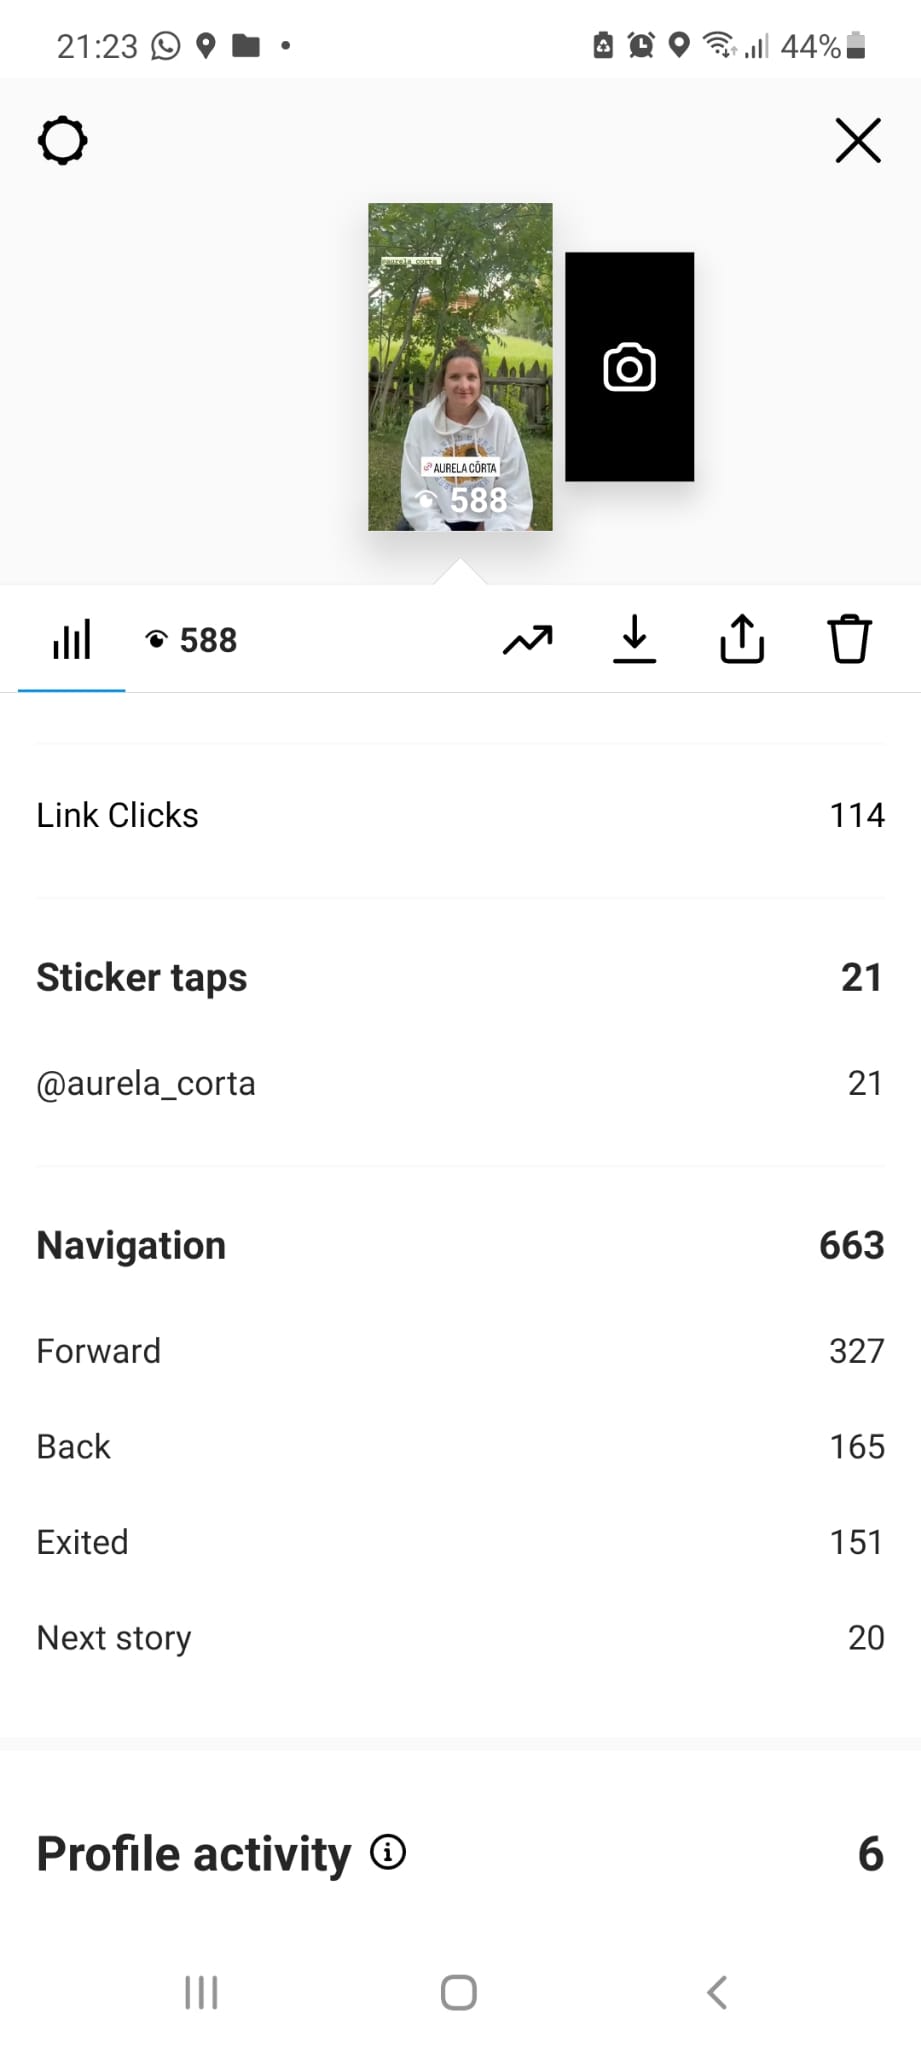 21:23
44%
@aurela_corta
AURELA CÔRTA
588
588
Link Clicks 114
Sticker taps 21
@aurela_corta 21
Navigation 663
Forward 327
Back 165
Exited 151
Next story 20
Profile activity 6